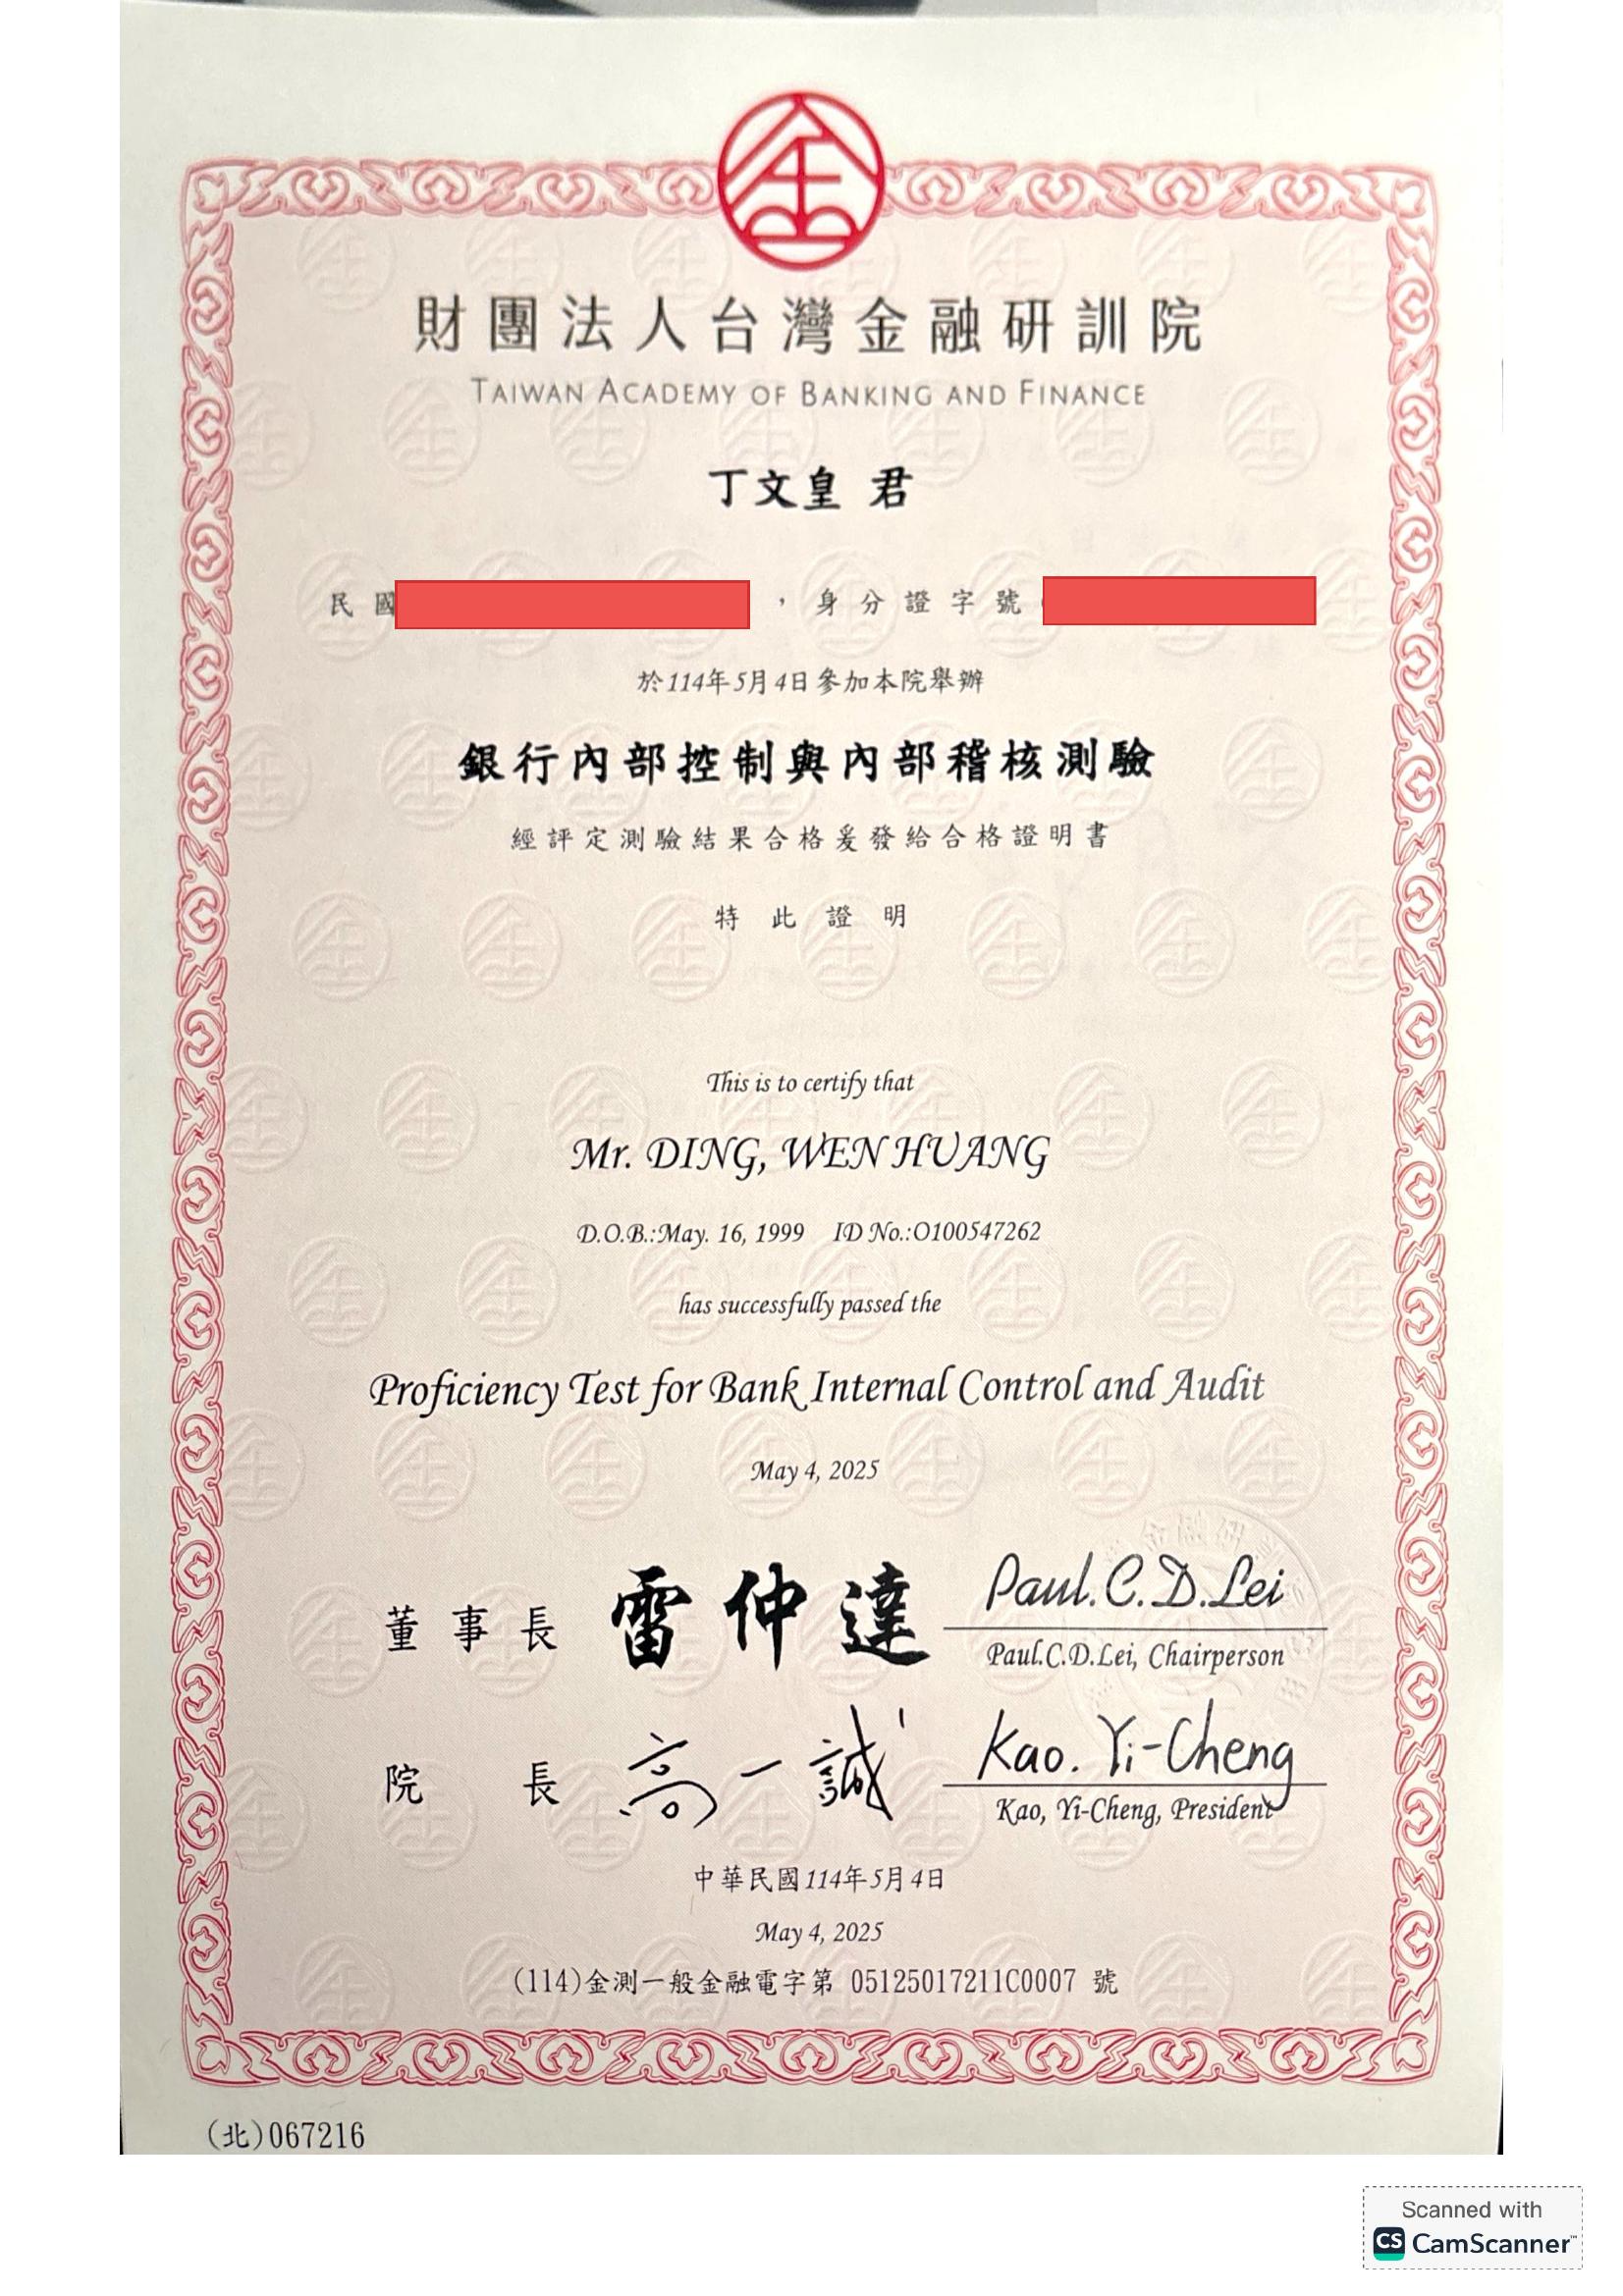 財團法人台灣金融研訓院
TAIWAN ACADEMY OF BANKING AND FINANCE
丁文皇 君
民國 ，身分證字號
於114年5月4日參加本院舉辦
銀行內部控制與內部稽核測驗
經評定測驗結果合格爰發給合格證明書
特此證明
This is to certify that
Mr. DING, WEN HUANG
D.O.B.:May. 16, 1999 ID No.:O100547262
has successfully passed the
Proficiency Test for Bank Internal Control and Audit
May 4, 2025
董事長 雷仲達 Paul.C.D.Lei
Paul.C.D.Lei, Chairperson
院長 高一誠 Kao. Yi-Cheng
Kao, Yi-Cheng, President
中華民國114年5月4日
May 4, 2025
(114)金測一般金融電字第 05125017211C0007 號
(北)067216
Scanned with
CS CamScanner™